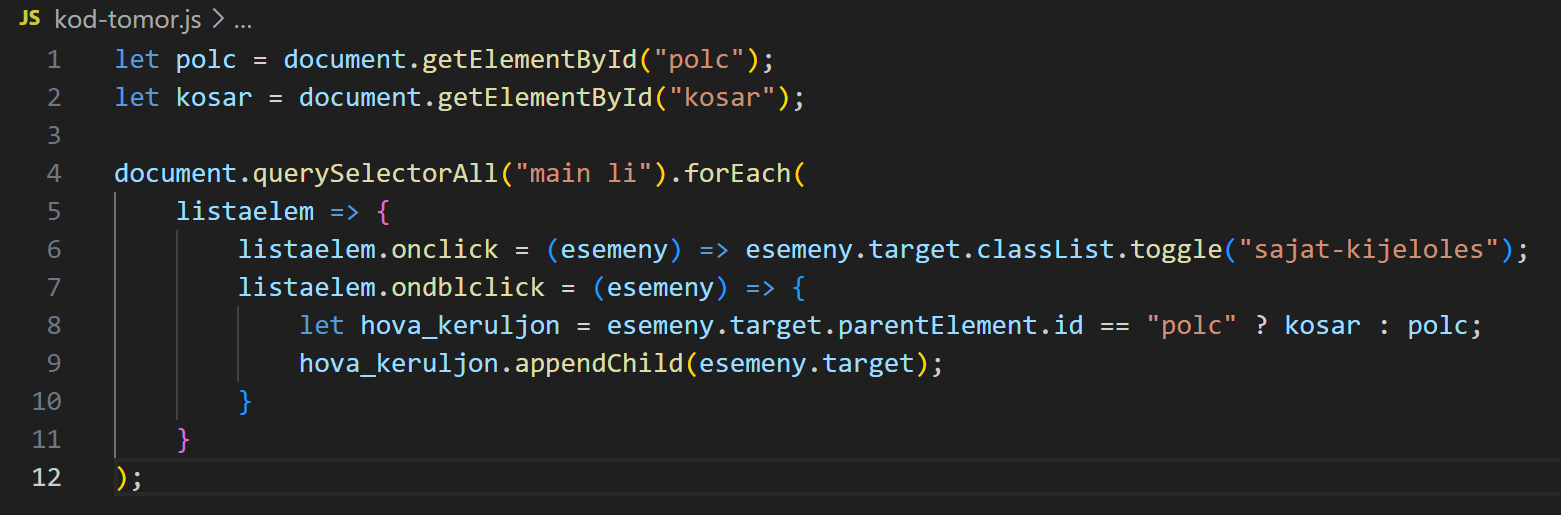 JS kod-tomor.js > ...
1 let polc = document.getElementById("polc");
2 let kosar = document.getElementById("kosar");
3
4 document.querySelectorAll("main li").forEach(
5     listaelem => {
6         listaelem.onclick = (esemeny) => esemeny.target.classList.toggle("sajat-kijeloles");
7         listaelem.ondblclick = (esemeny) => {
8             let hova_keruljon = esemeny.target.parentElement.id == "polc" ? kosar : polc;
9             hova_keruljon.appendChild(esemeny.target);
10         }
11     }
12 );